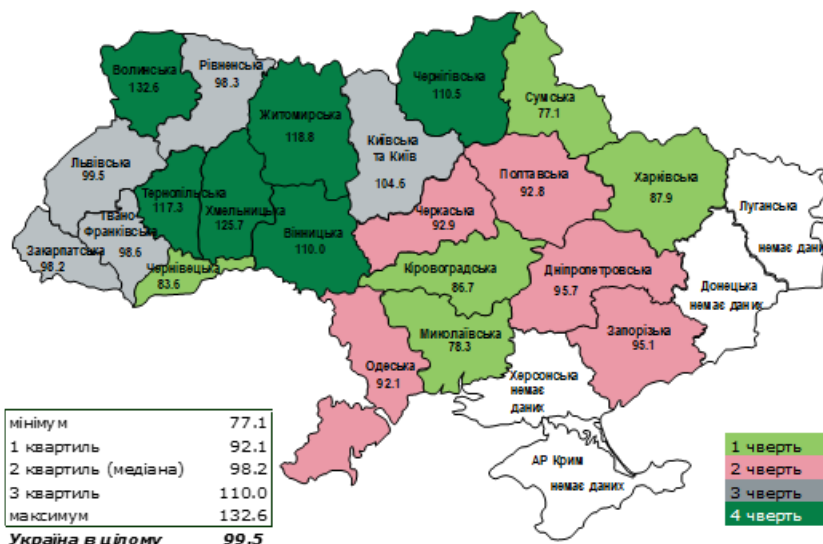 Волинська
132.6
Рівненська
98.3
Житомирська
118.8
Київська
та Київ
104.6
Чернігівська
110.5
Сумська
77.1
Львівська
99.5
Тернопільська
117.3
Хмельницька
125.7
Вінницька
110.0
Івано-
Франківська
98.6
Закарпатська
98.2
Чернівецька
83.6
Черкаська
92.9
Полтавська
92.8
Харківська
87.9
Луганська
немає даних
Кіровоградська
86.7
Дніпропетровська
95.7
Донецька
немає даних
Миколаївська
78.3
Запорізька
95.1
Одеська
92.1
Херсонська
немає
даних
АР Крим
немає даних
мінімум 77.1
1 квартиль 92.1
2 квартиль (медіана) 98.2
3 квартиль 110.0
максимум 132.6
Україна в цілому 99.5
1 чверть
2 чверть
3 чверть
4 чверть